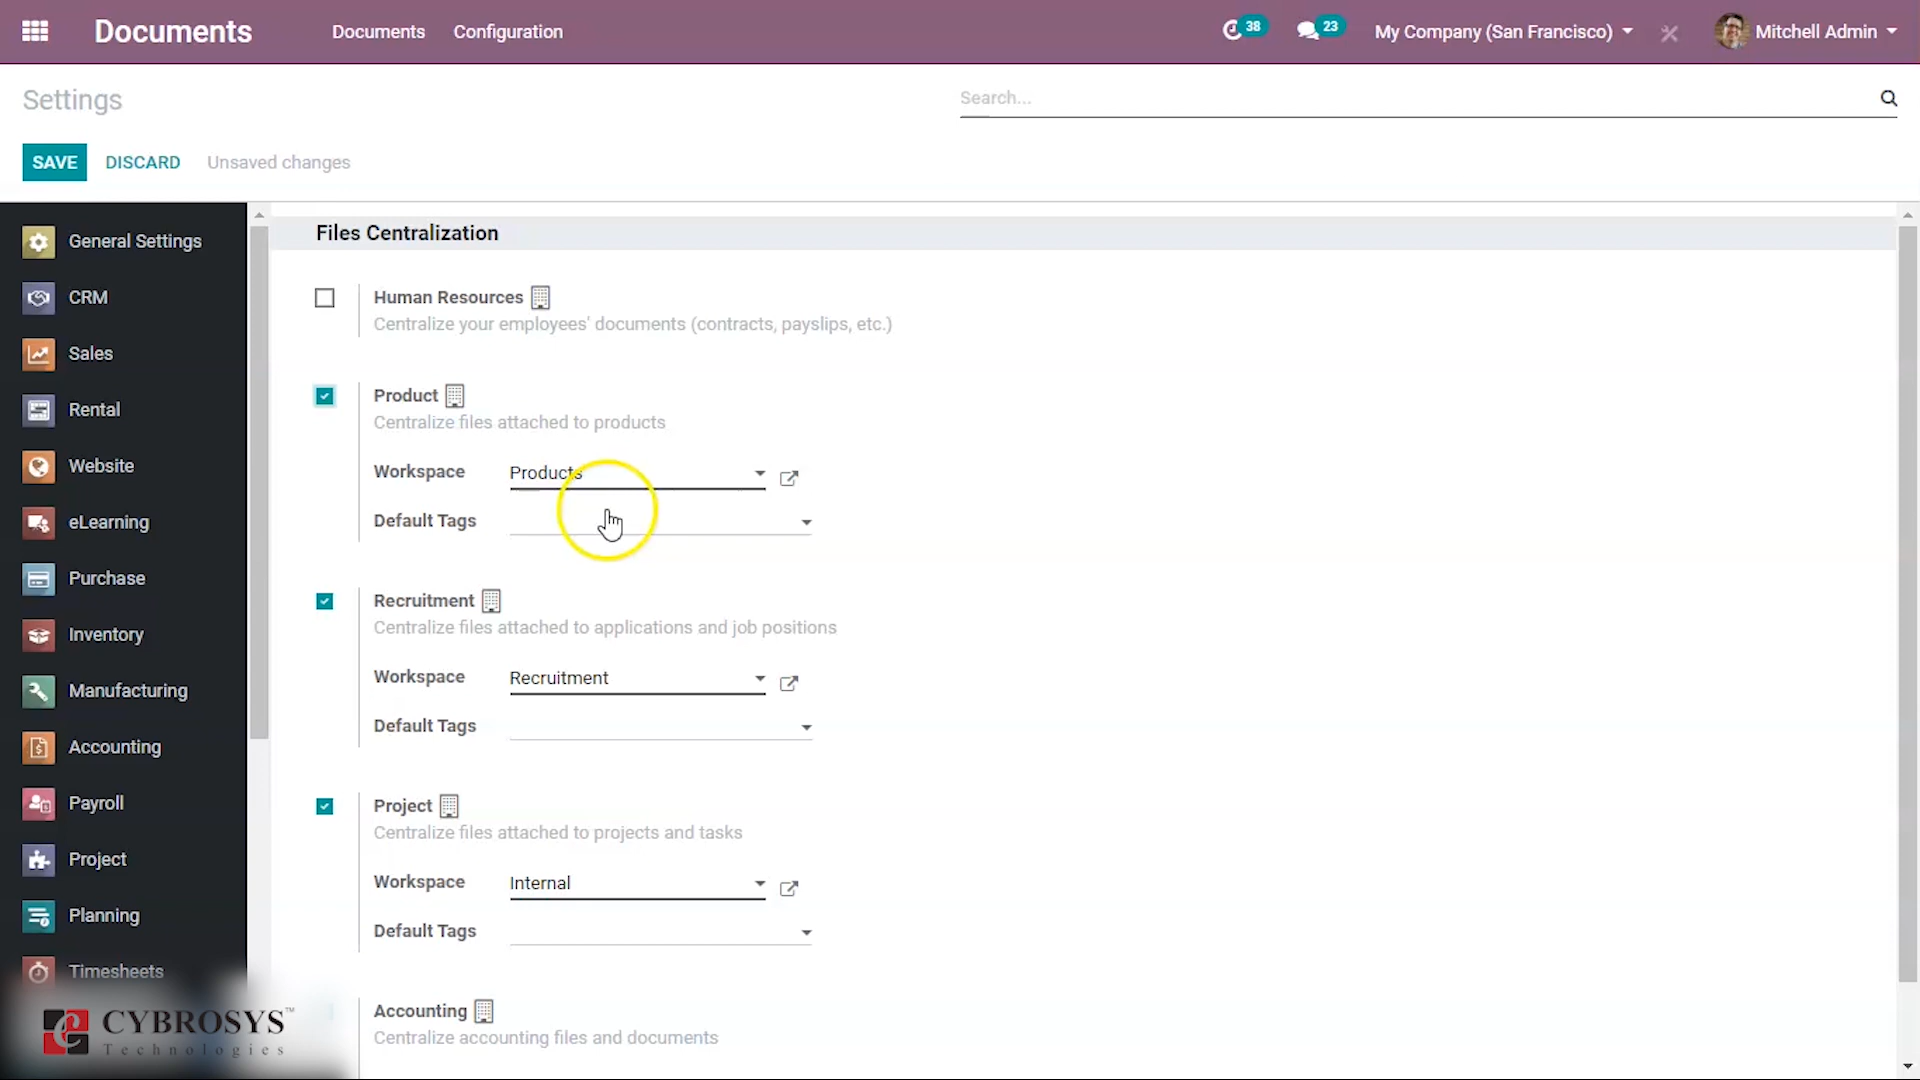 Documents
Documents
Configuration
38
23
My Company (San Francisco)
Mitchell Admin
Settings
Search...
SAVE
DISCARD
Unsaved changes
General Settings
CRM
Sales
Rental
Website
eLearning
Purchase
Inventory
Manufacturing
Accounting
Payroll
Project
Planning
Timesheets
Files Centralization
Human Resources
Centralize your employees' documents (contracts, payslips, etc.)
Product
Centralize files attached to products
Workspace
Products
Default Tags
Recruitment
Centralize files attached to applications and job positions
Workspace
Recruitment
Default Tags
Project
Centralize files attached to projects and tasks
Workspace
Internal
Default Tags
Accounting
Centralize accounting files and documents
CYBROSYS™
Technologies